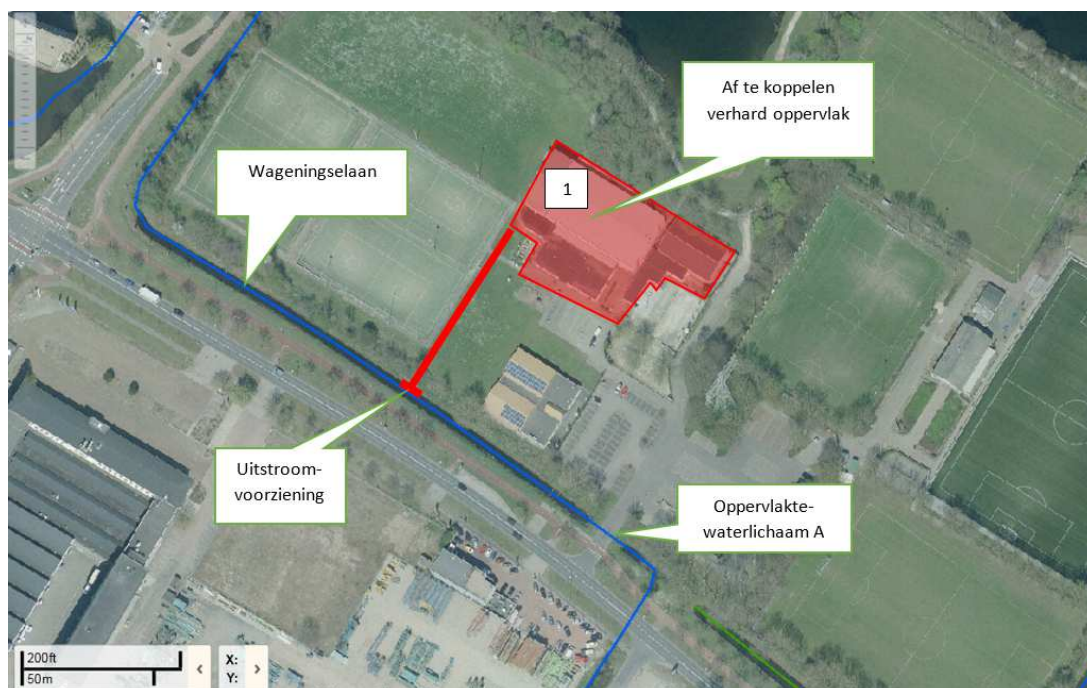 Af te koppelen
verhard oppervlak
1
Wageningselaan
Uitstroom-
voorziening
Oppervlakte-
waterlichaam A
200ft
50m
<
X:
Y:
>